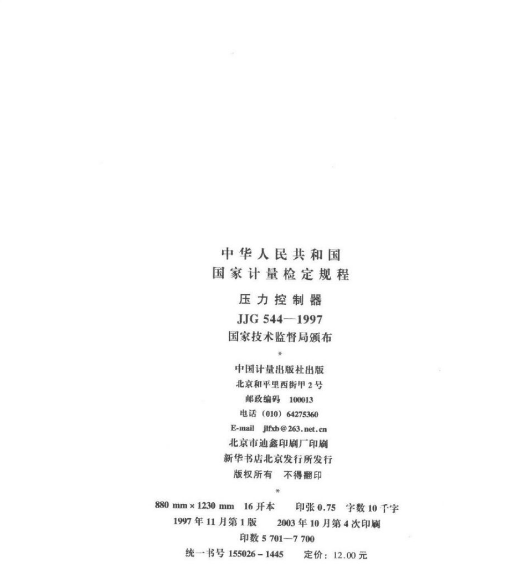 中华人民共和国
国家计量检定规程
压力控制器
JJG 544—1997
国家技术监督局颁布
*
中国计量出版社出版
北京和平里西街甲2号
邮政编码 100013
电话 (010) 64275360
E-mail jlfxb@263.net.cn
北京市迪鑫印刷厂印刷
新华书店北京发行所发行
版权所有 不得翻印
*
880 mm×1230 mm 16开本 印张0.75 字数10千字
1997年11月第1版 2003年10月第4次印刷
印数 5 701—7 700
统一书号 155026-1445 定价: 12.00元